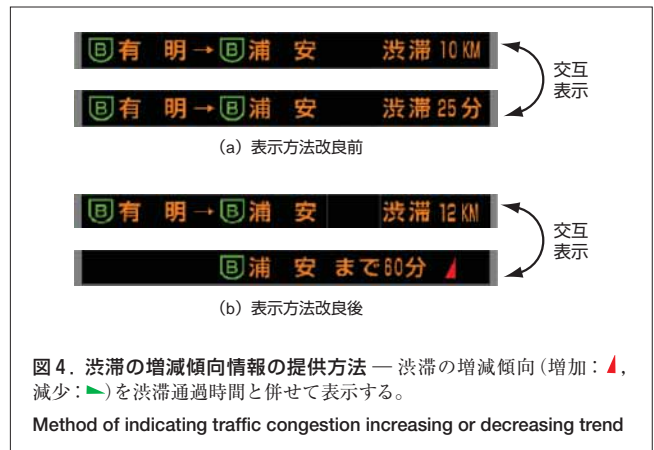 B有 明→B浦 安 渋滞 10 KM
交互
表示
B有 明→B浦 安 渋滞 25 分
(a) 表示方法改良前
B有 明→B浦 安 渋滞 12 KM
交互
表示
B浦 安 まで60分
(b) 表示方法改良後
図4. 渋滞の増減傾向情報の提供方法 — 渋滞の増減傾向(増加:,
減少:)を渋滞通過時間と併せて表示する。
Method of indicating traffic congestion increasing or decreasing trend